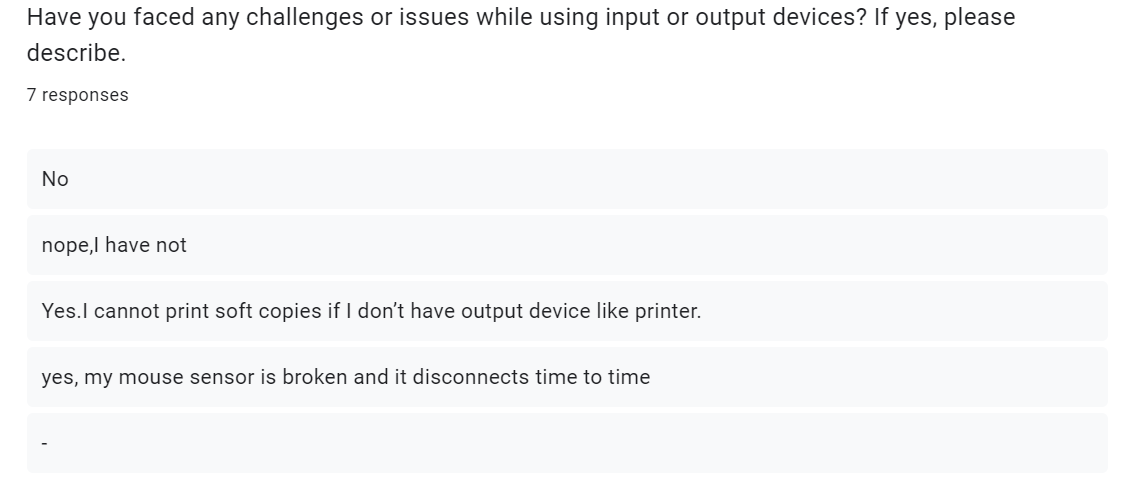 Have you faced any challenges or issues while using input or output devices? If yes, please
describe.
7 responses
No
nope,I have not
Yes.I cannot print soft copies if I don’t have output device like printer.
yes, my mouse sensor is broken and it disconnects time to time
-